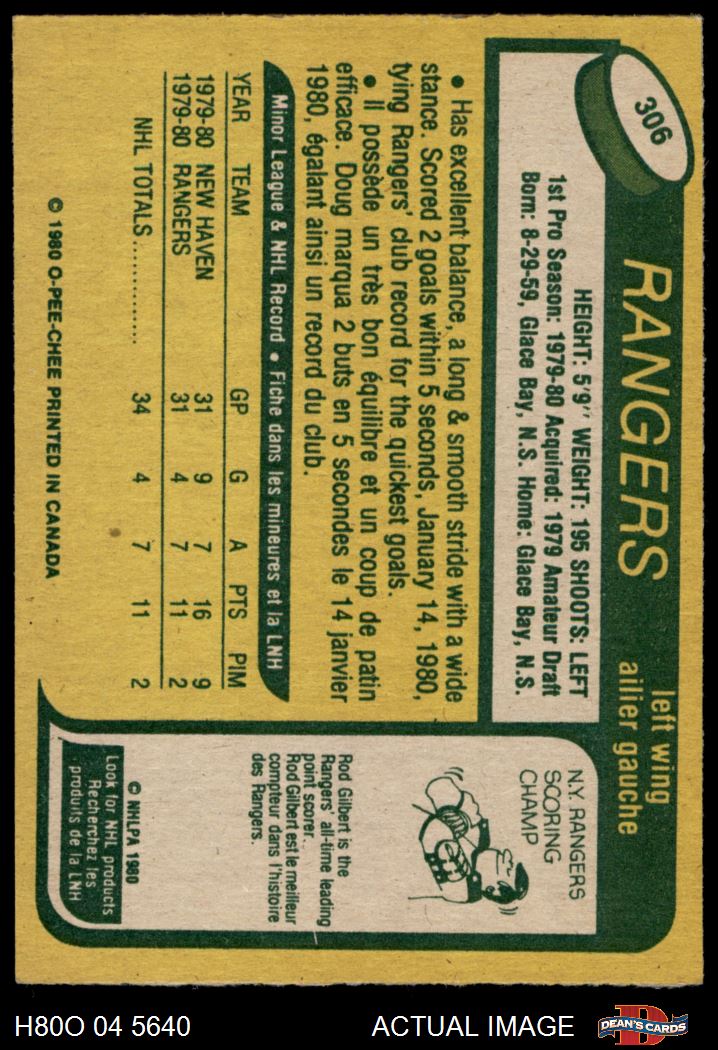 306
RANGERS
left wing
ailier gauche
HEIGHT: 5'9" WEIGHT: 195 SHOOTS: LEFT
1st Pro Season: 1979-80 Acquired: 1979 Amateur Draft
Born: 8-29-59, Glace Bay, N.S. Home: Glace Bay, N.S.
• Has excellent balance, a long & smooth stride with a wide
stance. Scored 2 goals within 5 seconds, January 14, 1980,
tying Rangers' club record for the quickest goals.
• Il possède un très bon équilibre et un coup de patin
efficace. Doug marqua 2 buts en 5 secondes le 14 janvier
1980, égalant ainsi un record du club.
Minor League & NHL Record • Fiche dans les mineures et la LNH
YEAR TEAM GP G A PTS PIM
1979-80 NEW HAVEN 31 9 7 16 9
1979-80 RANGERS 31 4 7 11 2
NHL TOTALS .............. 34 4 7 11 2
© 1980 O-PEE-CHEE PRINTED IN CANADA
N.Y. RANGERS
SCORING
CHAMP
Rod Gilbert is the
Rangers' all-time leading
point scorer.
Rod Gilbert est le meilleur
compteur dans l'histoire
des Rangers.
© NHLPA 1980
Look for NHL products
Recherchez les
produits de la LNH
H80O 04 5640
ACTUAL IMAGE
D
DEAN'S CARDS